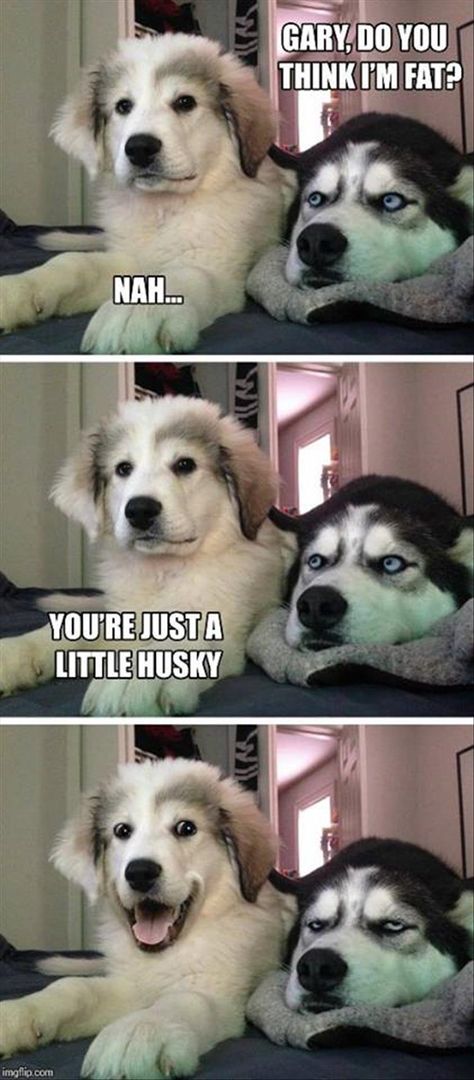 GARY, DO YOU
THINK I'M FAT?
NAH...
YOU'RE JUST A
LITTLE HUSKY
imgflip.com